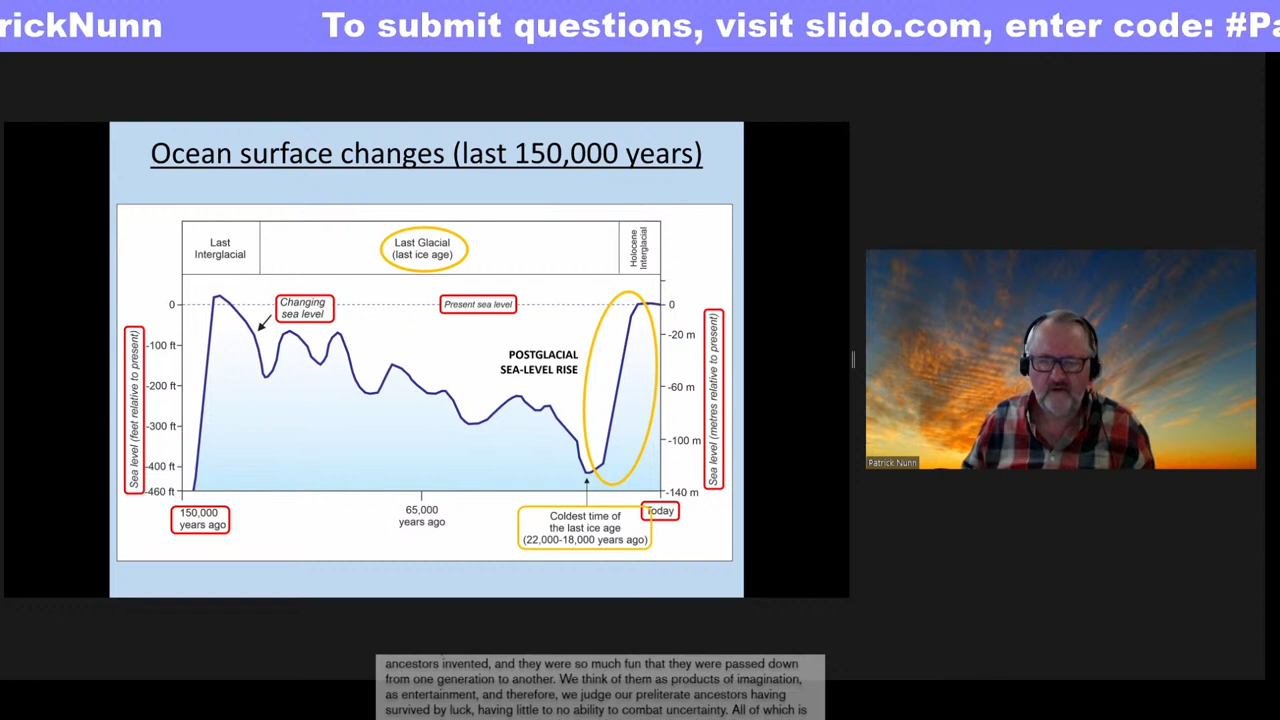 rickNunn To submit questions, visit slido.com, enter code: #Pa
Ocean surface changes (last 150,000 years)
Last
Interglacial
Last Glacial
(last ice age)
Holocene
Interglacial
Changing
sea level
Present sea level
0
-100 ft
-200 ft
-300 ft
-400 ft
-460 ft
Sea level (feet relative to present)
POSTGLACIAL
SEA-LEVEL RISE
0
-20 m
-60 m
-100 m
-140 m
Sea level (metres relative to present)
150,000
years ago
65,000
years ago
Coldest time of
the last ice age
(22,000-18,000 years ago)
Today
Patrick Nunn
ancestors invented, and they were so much fun that they were passed down
from one generation to another. We think of them as products of imagination,
as entertainment, and therefore, we judge our preliterate ancestors having
survived by luck, having little to no ability to combat uncertainty. All of which is